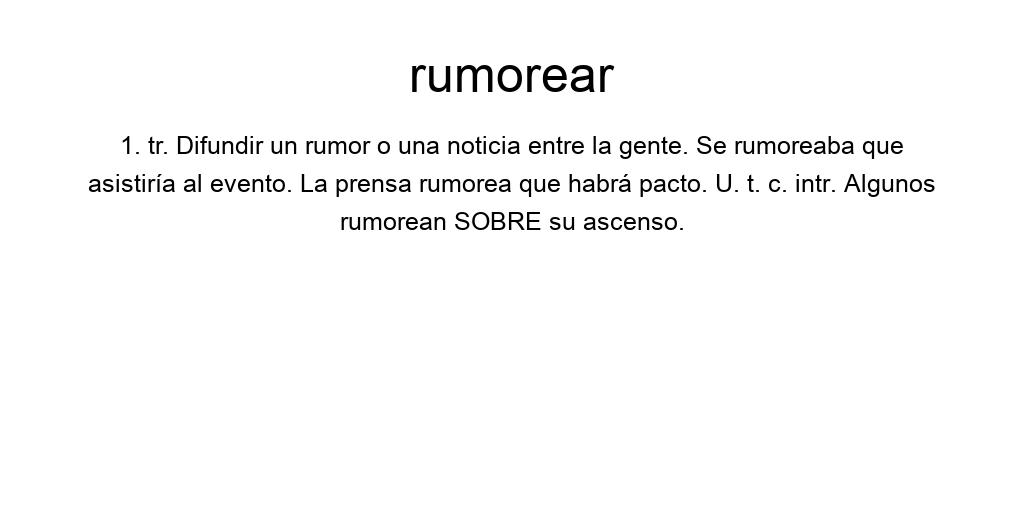 rumorear
1. tr. Difundir un rumor o una noticia entre la gente. Se rumoreaba que
asistiría al evento. La prensa rumorea que habrá pacto. U. t. c. intr. Algunos
rumorean SOBRE su ascenso.